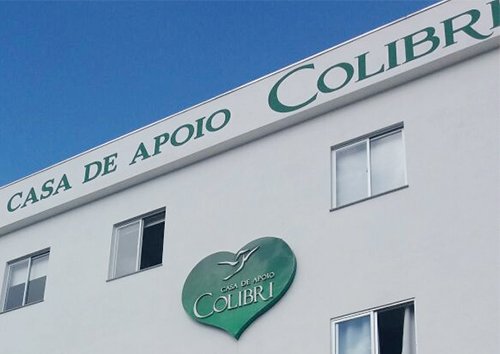 CASA DE APOIO COLIBRI
CASA DE APOIO
COLIBRI